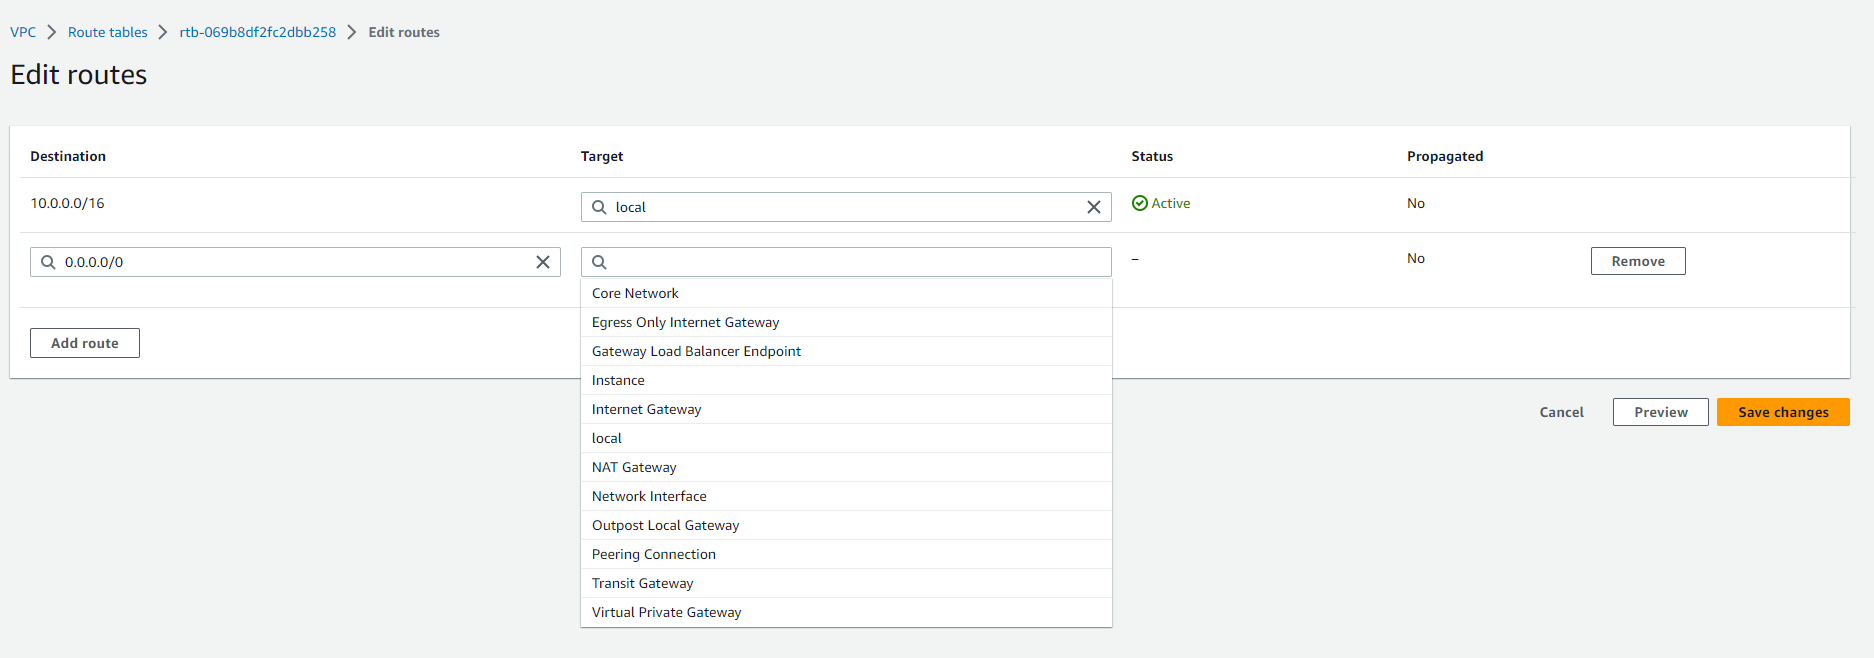 VPC > Route tables > rtb-069b8df2fc2dbb258 > Edit routes
Edit routes
Destination Target Status Propagated
10.0.0.0/16 local Active No
0.0.0.0/0 – No Remove
Core Network
Egress Only Internet Gateway
Add route
Gateway Load Balancer Endpoint
Instance
Internet Gateway
Cancel Preview Save changes
local
NAT Gateway
Network Interface
Outpost Local Gateway
Peering Connection
Transit Gateway
Virtual Private Gateway